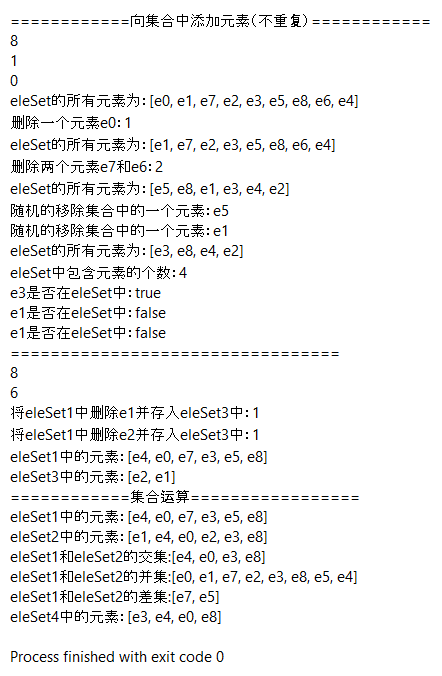 ============向集合中添加元素(不重复)============
8
1
0
eleSet的所有元素为：[e0, e1, e7, e2, e3, e5, e8, e6, e4]
删除一个元素e0：1
eleSet的所有元素为：[e1, e7, e2, e3, e5, e8, e6, e4]
删除两个元素e7和e6：2
eleSet的所有元素为：[e5, e8, e1, e3, e4, e2]
随机的移除集合中的一个元素：e5
随机的移除集合中的一个元素：e1
eleSet的所有元素为：[e3, e8, e4, e2]
eleSet中包含元素的个数：4
e3是否在eleSet中：true
e1是否在eleSet中：false
e1是否在eleSet中：false
=================================
8
6
将eleSet1中删除e1并存入eleSet3中：1
将eleSet1中删除e2并存入eleSet3中：1
eleSet1中的元素：[e4, e0, e7, e3, e5, e8]
eleSet3中的元素：[e2, e1]
============集合运算=================
eleSet1中的元素：[e4, e0, e7, e3, e5, e8]
eleSet2中的元素：[e1, e4, e0, e2, e3, e8]
eleSet1和eleSet2的交集:[e4, e0, e3, e8]
eleSet1和eleSet2的并集:[e0, e1, e7, e2, e3, e8, e5, e4]
eleSet1和eleSet2的差集:[e7, e5]
eleSet4中的元素：[e3, e4, e0, e8]
Process finished with exit code 0